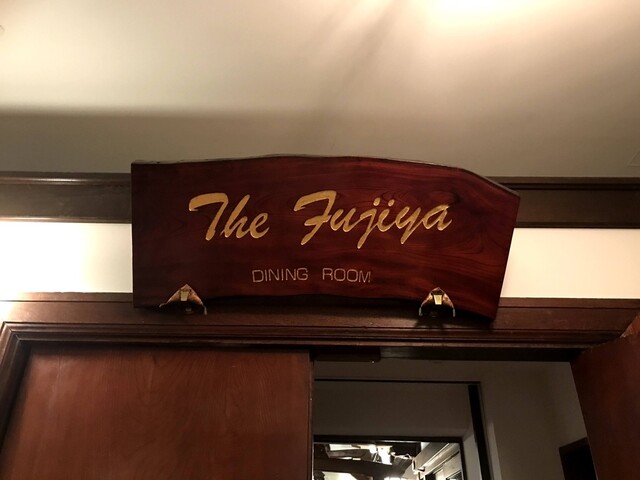 The Fujiya
DINING ROOM